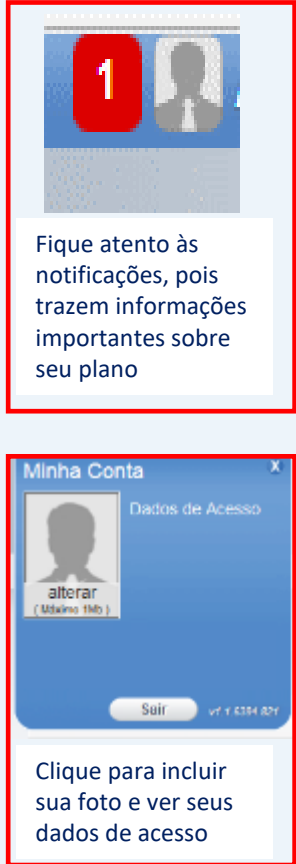 1
Fique atento às
notificações, pois
trazem informações
importantes sobre
seu plano
Minha Conta X
Dados de Acesso
alterar
( Máximo 1Mb )
Sair
Clique para incluir
sua foto e ver seus
dados de acesso